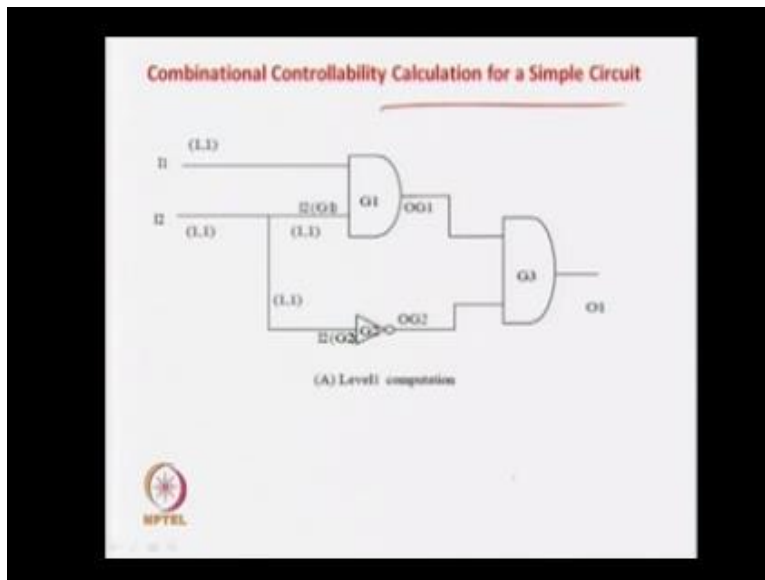 Combinational Controllability Calculation for a Simple Circuit
(1,1)
I1
I2(G1)
G1
OG1
I2
(1,1)
(1,1)
G3
(1,1)
O1
OG2
I2(G2)
G2
(A) Level1 computation
NPTEL